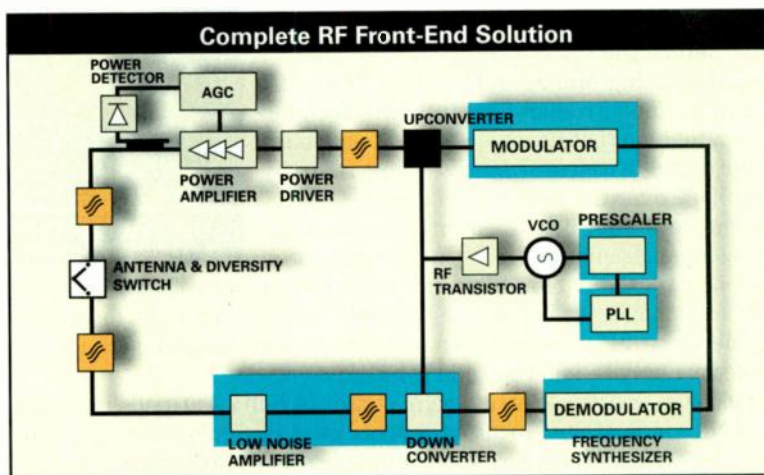 Complete RF Front-End Solution
POWER
DETECTOR
AGC
UPCONVERTER
MODULATOR
POWER
AMPLIFIER
POWER
DRIVER
PRESCALER
VCO
ANTENNA & DIVERSITY
SWITCH
RF
TRANSISTOR
PLL
LOW NOISE
AMPLIFIER
DOWN
CONVERTER
DEMODULATOR
FREQUENCY
SYNTHESIZER